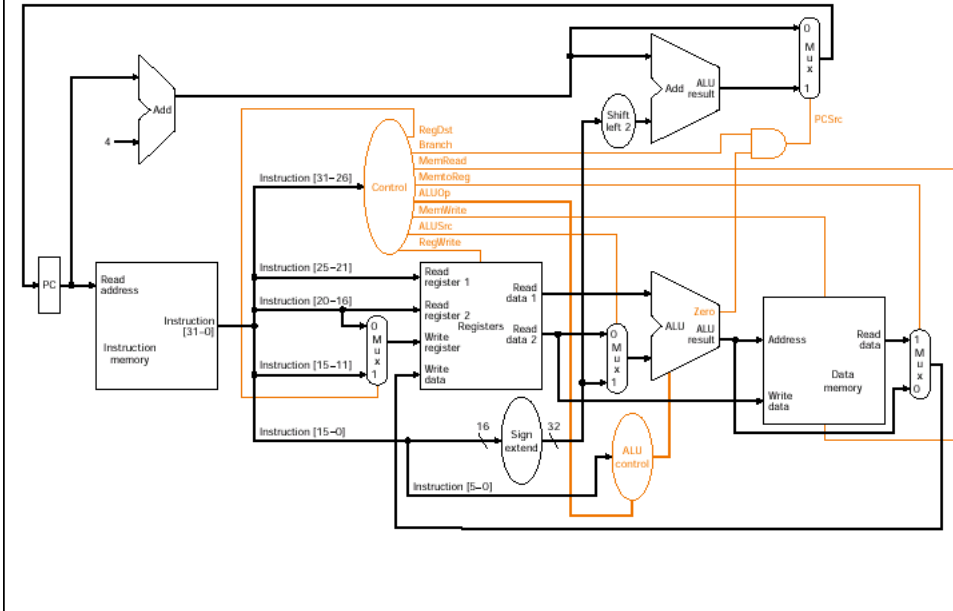 0
M
u
x
1
Add
ALU
result
Add
4
Shift
left 2
PCSrc
RegDst
Branch
MemRead
MemtoReg
ALUOp
MemWrite
ALUSrc
RegWrite
Control
Instruction [31–26]
Instruction [25–21]
Instruction [20–16]
Instruction [15–11]
Instruction [15–0]
Instruction [5–0]
PC
Read
address
Instruction
[31–0]
Instruction
memory
0
M
u
x
1
Read
register 1
Read
register 2
Write
register
Write
data
Registers
Read
data 1
Read
data 2
0
M
u
x
1
Zero
ALU
ALU
result
Address
Read
data
Data
memory
Write
data
1
M
u
x
0
16
Sign
extend
32
ALU
control